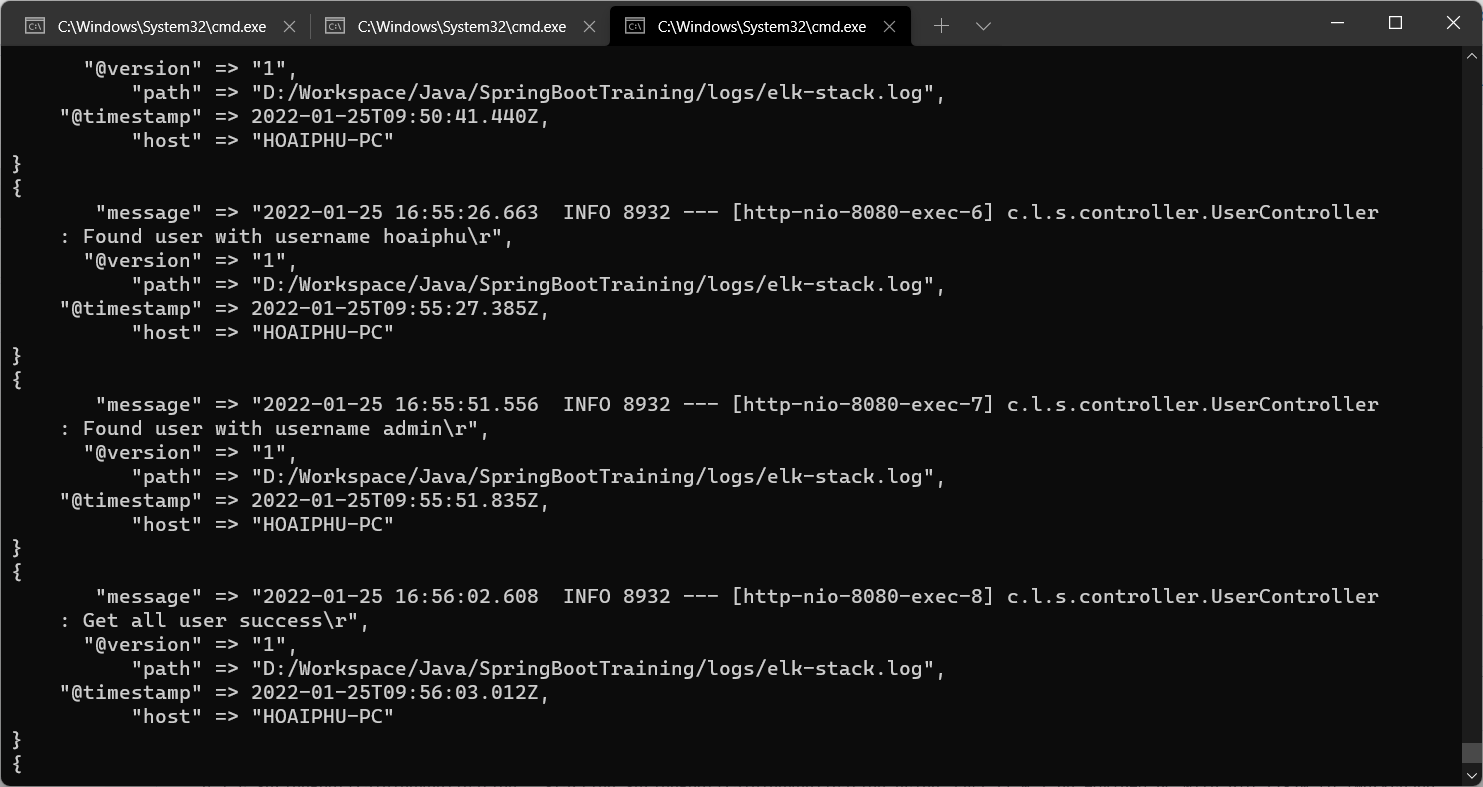 C:\Windows\System32\cmd.exe C:\Windows\System32\cmd.exe C:\Windows\System32\cmd.exe
"@version" => "1",
"path" => "D:/Workspace/Java/SpringBootTraining/logs/elk-stack.log",
"@timestamp" => 2022-01-25T09:50:41.440Z,
"host" => "HOAIPHU-PC"
}
{
"message" => "2022-01-25 16:55:26.663  INFO 8932 --- [http-nio-8080-exec-6] c.l.s.controller.UserController
: Found user with username hoaiphu\r",
"@version" => "1",
"path" => "D:/Workspace/Java/SpringBootTraining/logs/elk-stack.log",
"@timestamp" => 2022-01-25T09:55:27.385Z,
"host" => "HOAIPHU-PC"
}
{
"message" => "2022-01-25 16:55:51.556  INFO 8932 --- [http-nio-8080-exec-7] c.l.s.controller.UserController
: Found user with username admin\r",
"@version" => "1",
"path" => "D:/Workspace/Java/SpringBootTraining/logs/elk-stack.log",
"@timestamp" => 2022-01-25T09:55:51.835Z,
"host" => "HOAIPHU-PC"
}
{
"message" => "2022-01-25 16:56:02.608  INFO 8932 --- [http-nio-8080-exec-8] c.l.s.controller.UserController
: Get all user success\r",
"@version" => "1",
"path" => "D:/Workspace/Java/SpringBootTraining/logs/elk-stack.log",
"@timestamp" => 2022-01-25T09:56:03.012Z,
"host" => "HOAIPHU-PC"
}
{